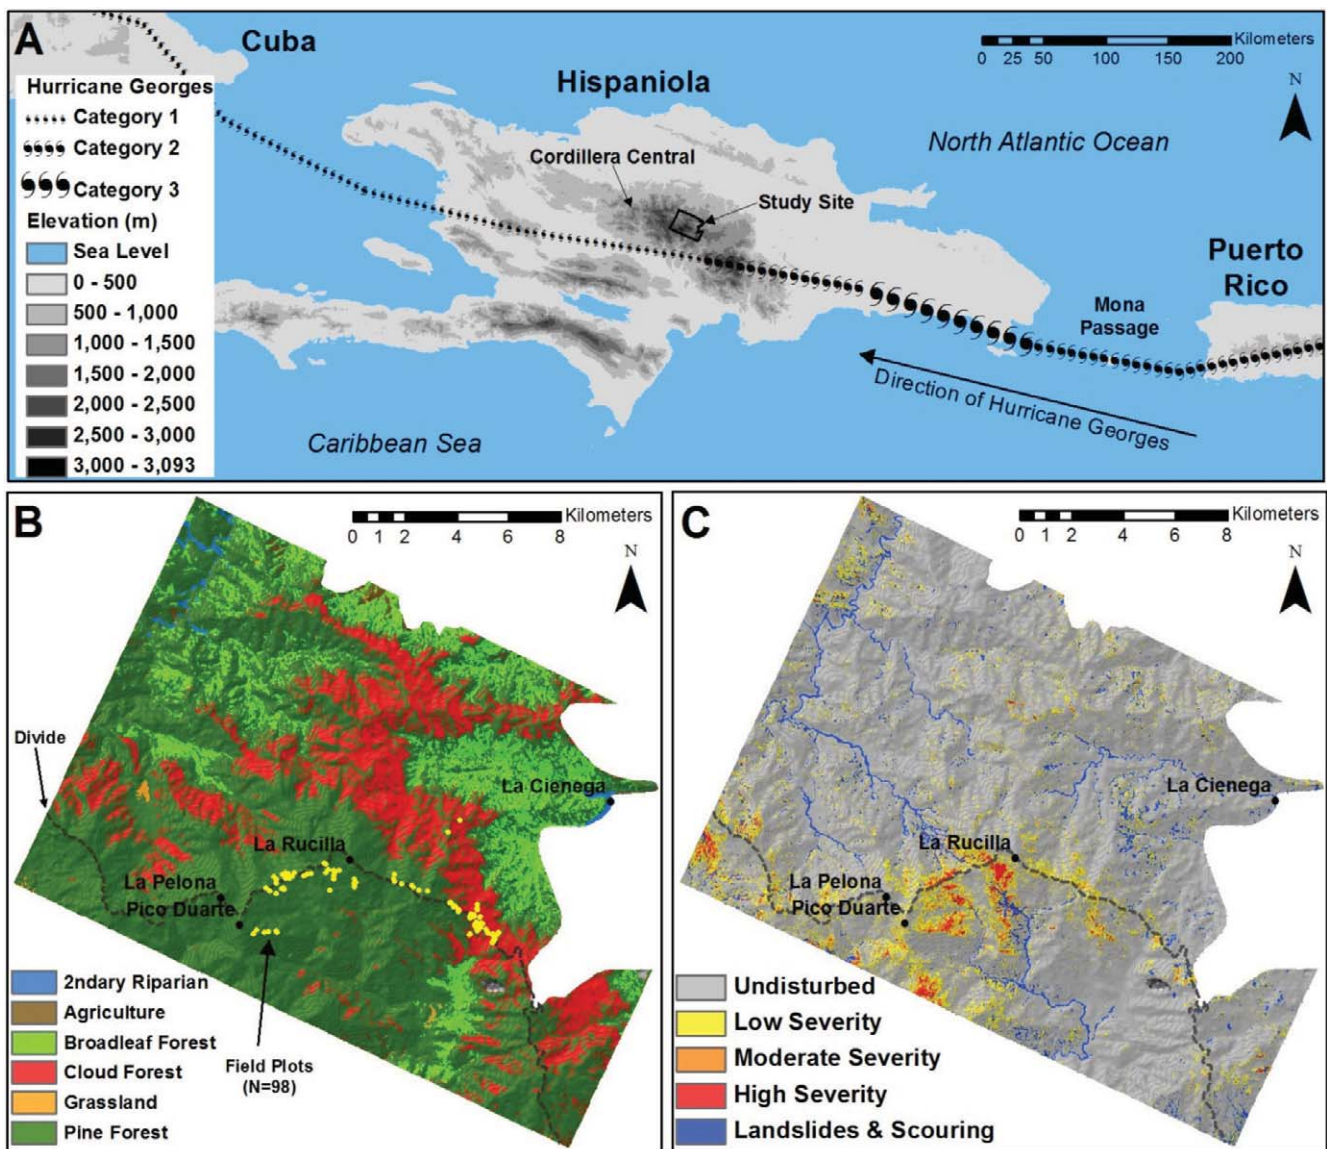 A
Cuba
Hispaniola
Kilometers
0 25 50 100 150 200
N
North Atlantic Ocean
Hurricane Georges
Category 1
Category 2
Category 3
Elevation (m)
Sea Level
0 - 500
500 - 1,000
1,000 - 1,500
1,500 - 2,000
2,000 - 2,500
2,500 - 3,000
3,000 - 3,093
Cordillera Central
Study Site
Puerto
Rico
Mona
Passage
Direction of Hurricane Georges
Caribbean Sea
B
Kilometers
0 1 2 4 6 8
N
Divide
La Cienega
La Rucilla
La Pelona
Pico Duarte
2ndary Riparian
Agriculture
Broadleaf Forest
Cloud Forest
Grassland
Pine Forest
Field Plots
(N=98)
C
Kilometers
0 1 2 4 6 8
N
La Cienega
La Rucilla
La Pelona
Pico Duarte
Undisturbed
Low Severity
Moderate Severity
High Severity
Landslides & Scouring